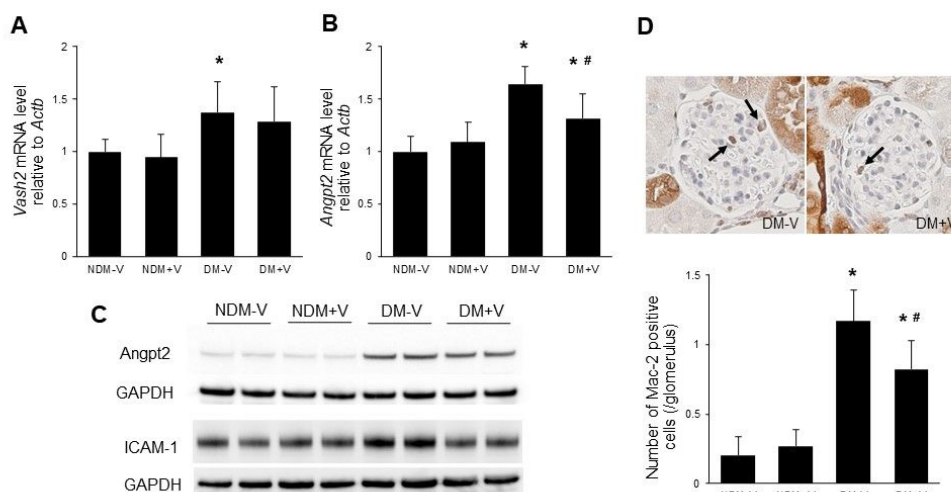 A
Vash2 mRNA level
relative to Actb
2
1.5
1
0.5
0
NDM-V
NDM+V
DM-V
DM+V
*
B
Angpt2 mRNA level
relative to Actb
2
1.5
1
0.5
0
NDM-V
NDM+V
DM-V
DM+V
*
* #
C
NDM-V NDM+V DM-V DM+V
Angpt2
GAPDH
ICAM-1
GAPDH
D
DM-V
DM+V
Number of Mac-2 positive
cells (/glomerulus)
1.5
1
0.5
0
*
* #